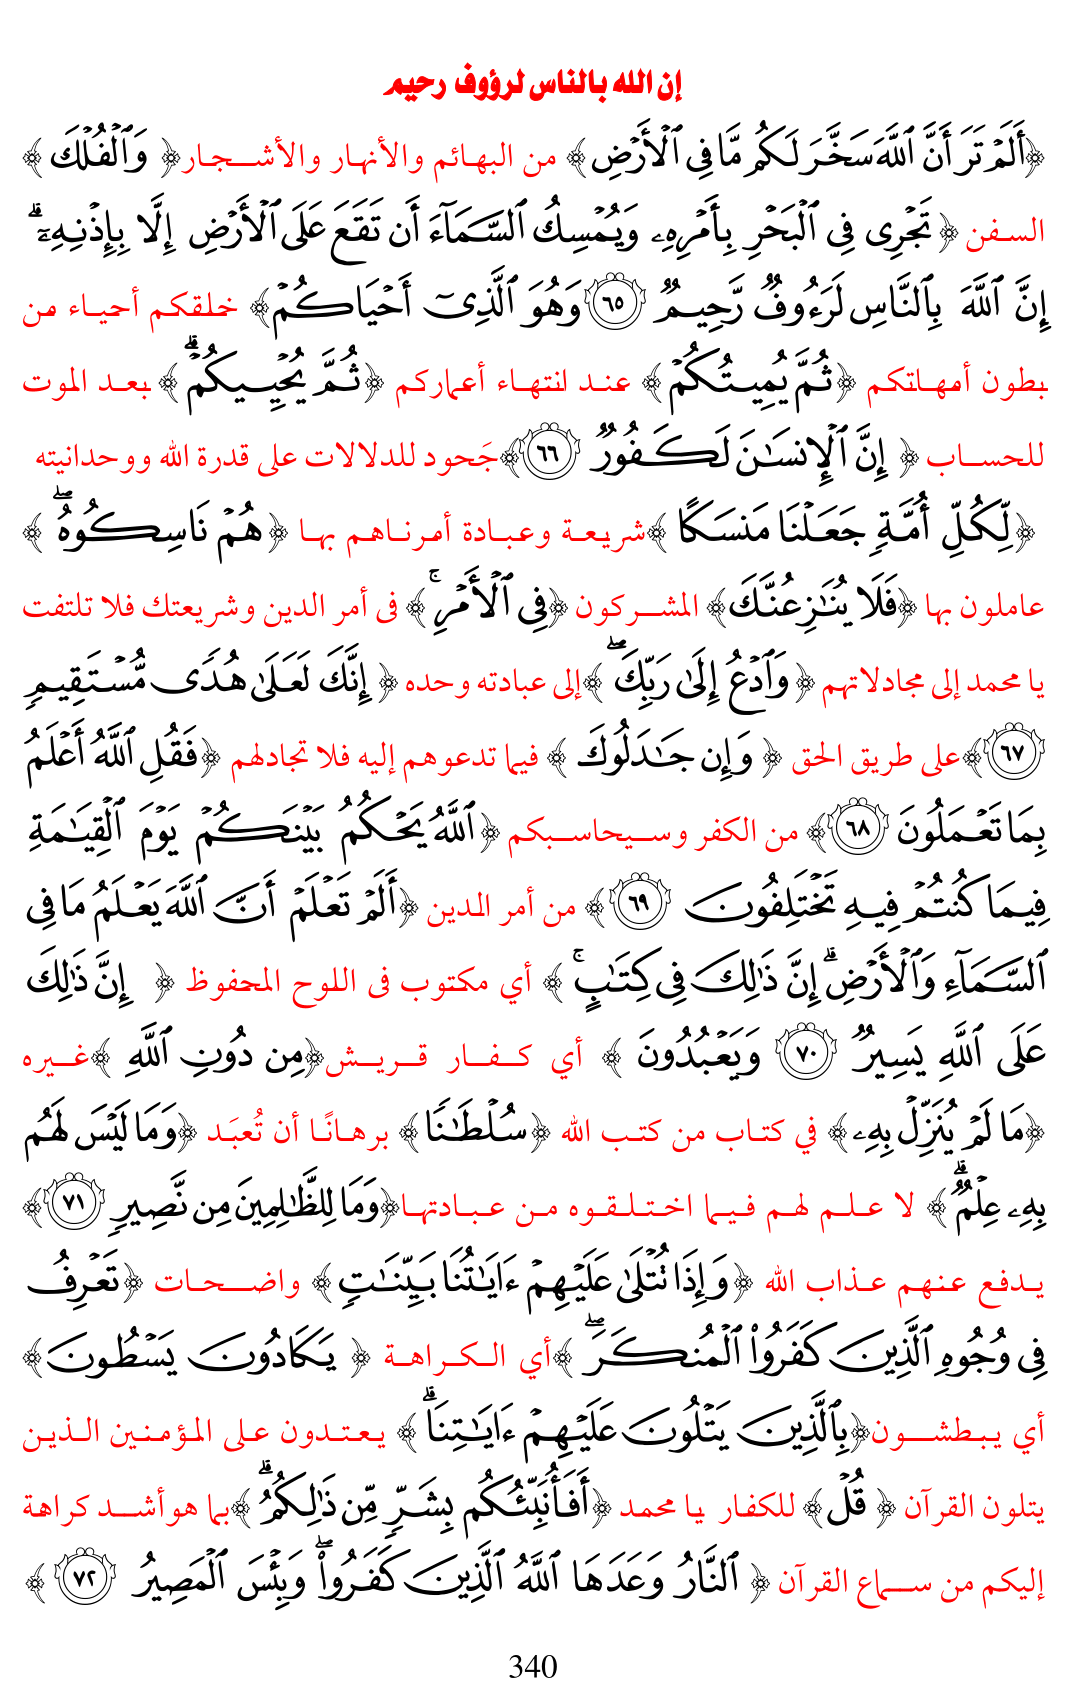 إن الله بالناس لرؤوف رحيم
﴿أَلَمْ تَرَ أَنَّ ٱللَّهَ سَخَّرَ لَكُم مَّا فِى ٱلْأَرْضِ﴾ من البهائم والأنهار والأشجار﴿ وَٱلْفُلْكَ ﴾
السفن ﴿ تَجْرِى فِى ٱلْبَحْرِ بِأَمْرِهِۦ وَيُمْسِكُ ٱلسَّمَآءَ أَن تَقَعَ عَلَى ٱلْأَرْضِ إِلَّا بِإِذْنِهِۦٓ ۗ
إِنَّ ٱللَّهَ بِٱلنَّاسِ لَرَءُوفٌ رَّحِيمٌ ٦٥ وَهُوَ ٱلَّذِىٓ أَحْيَاكُمْ﴾ خلقكم أحياء من
بطون أمهاتكم ﴿ثُمَّ يُمِيتُكُمْ﴾ عند انتهاء أعماركم ﴿ثُمَّ يُحْيِيكُمْ ۗ﴾ بعد الموت
للحساب ﴿ إِنَّ ٱلْإِنسَٰنَ لَكَفُورٌ ٦٦﴾جَحود للدلالات على قدرة الله ووحدانيته
﴿لِّكُلِّ أُمَّةٍ جَعَلْنَا مَنسَكًا ﴾شريعة وعبادة أمرناهم بها ﴿هُمْ نَاسِكُوهُ ۖ ﴾
عاملون بها ﴿فَلَا يُنَٰزِعُنَّكَ﴾ المشركون ﴿فِى ٱلْأَمْرِ ۚ﴾ فى أمر الدين وشريعتك فلا تلتفت
يا محمد إلى مجادلاتهم ﴿ وَٱدْعُ إِلَىٰ رَبِّكَ ۖ ﴾إلى عبادته وحده ﴿ إِنَّكَ لَعَلَىٰ هُدًى مُّسْتَقِيمٍ
٦٧﴾على طريق الحق ﴿ وَإِن جَٰدَلُوكَ ﴾ فيما تدعوهم إليه فلا تجادلهم ﴿فَقُلِ ٱللَّهُ أَعْلَمُ
بِمَا تَعْمَلُونَ ٦٨﴾ من الكفر وسيحاسبكم ﴿ٱللَّهُ يَحْكُمُ بَيْنَكُمْ يَوْمَ ٱلْقِيَٰمَةِ
فِيمَا كُنتُمْ فِيهِ تَخْتَلِفُونَ ٦٩﴾ من أمر الدين ﴿أَلَمْ تَعْلَمْ أَنَّ ٱللَّهَ يَعْلَمُ مَا فِى
ٱلسَّمَآءِ وَٱلْأَرْضِ ۗ إِنَّ ذَٰلِكَ فِى كِتَٰبٍ ۚ ﴾ أي مكتوب فى اللوح المحفوظ ﴿ إِنَّ ذَٰلِكَ
عَلَى ٱللَّهِ يَسِيرٌ ٧٠ وَيَعْبُدُونَ ﴾ أي كفار قريش﴿مِن دُونِ ٱللَّهِ ﴾غيره
﴿مَا لَمْ يُنَزِّلْ بِهِۦ﴾ في كتاب من كتب الله ﴿سُلْطَٰنًا﴾ برهانًا أن تُعبَد ﴿وَمَا لَيْسَ لَهُم
بِهِۦ عِلْمٌ ۗ﴾ لا علم لهم فيما اختلقوه من عبادتها﴿وَمَا لِلظَّٰلِمِينَ مِن نَّصِيرٍ ٧١﴾
يدفع عنهم عذاب الله ﴿وَإِذَا تُتْلَىٰ عَلَيْهِمْ ءَايَٰتُنَا بَيِّنَٰتٍ﴾ واضحات ﴿تَعْرِفُ
فِى وُجُوهِ ٱلَّذِينَ كَفَرُوا۟ ٱلْمُنكَرَ ۖ ﴾أي الكراهة ﴿ يَكَادُونَ يَسْطُونَ﴾
أي يبطشون﴿بِٱلَّذِينَ يَتْلُونَ عَلَيْهِمْ ءَايَٰتِنَا ۗ﴾ يعتدون على المؤمنين الذين
يتلون القرآن ﴿ قُلْ﴾ للكفار يا محمد ﴿أَفَأُنَبِّئُكُم بِشَرٍّ مِّن ذَٰلِكُمُ ۗ﴾بما هوأشد كراهة
إليكم من سماع القرآن ﴿ ٱلنَّارُ وَعَدَهَا ٱللَّهُ ٱلَّذِينَ كَفَرُوا۟ ۖ وَبِئْسَ ٱلْمَصِيرُ ٧٢ ﴾
340